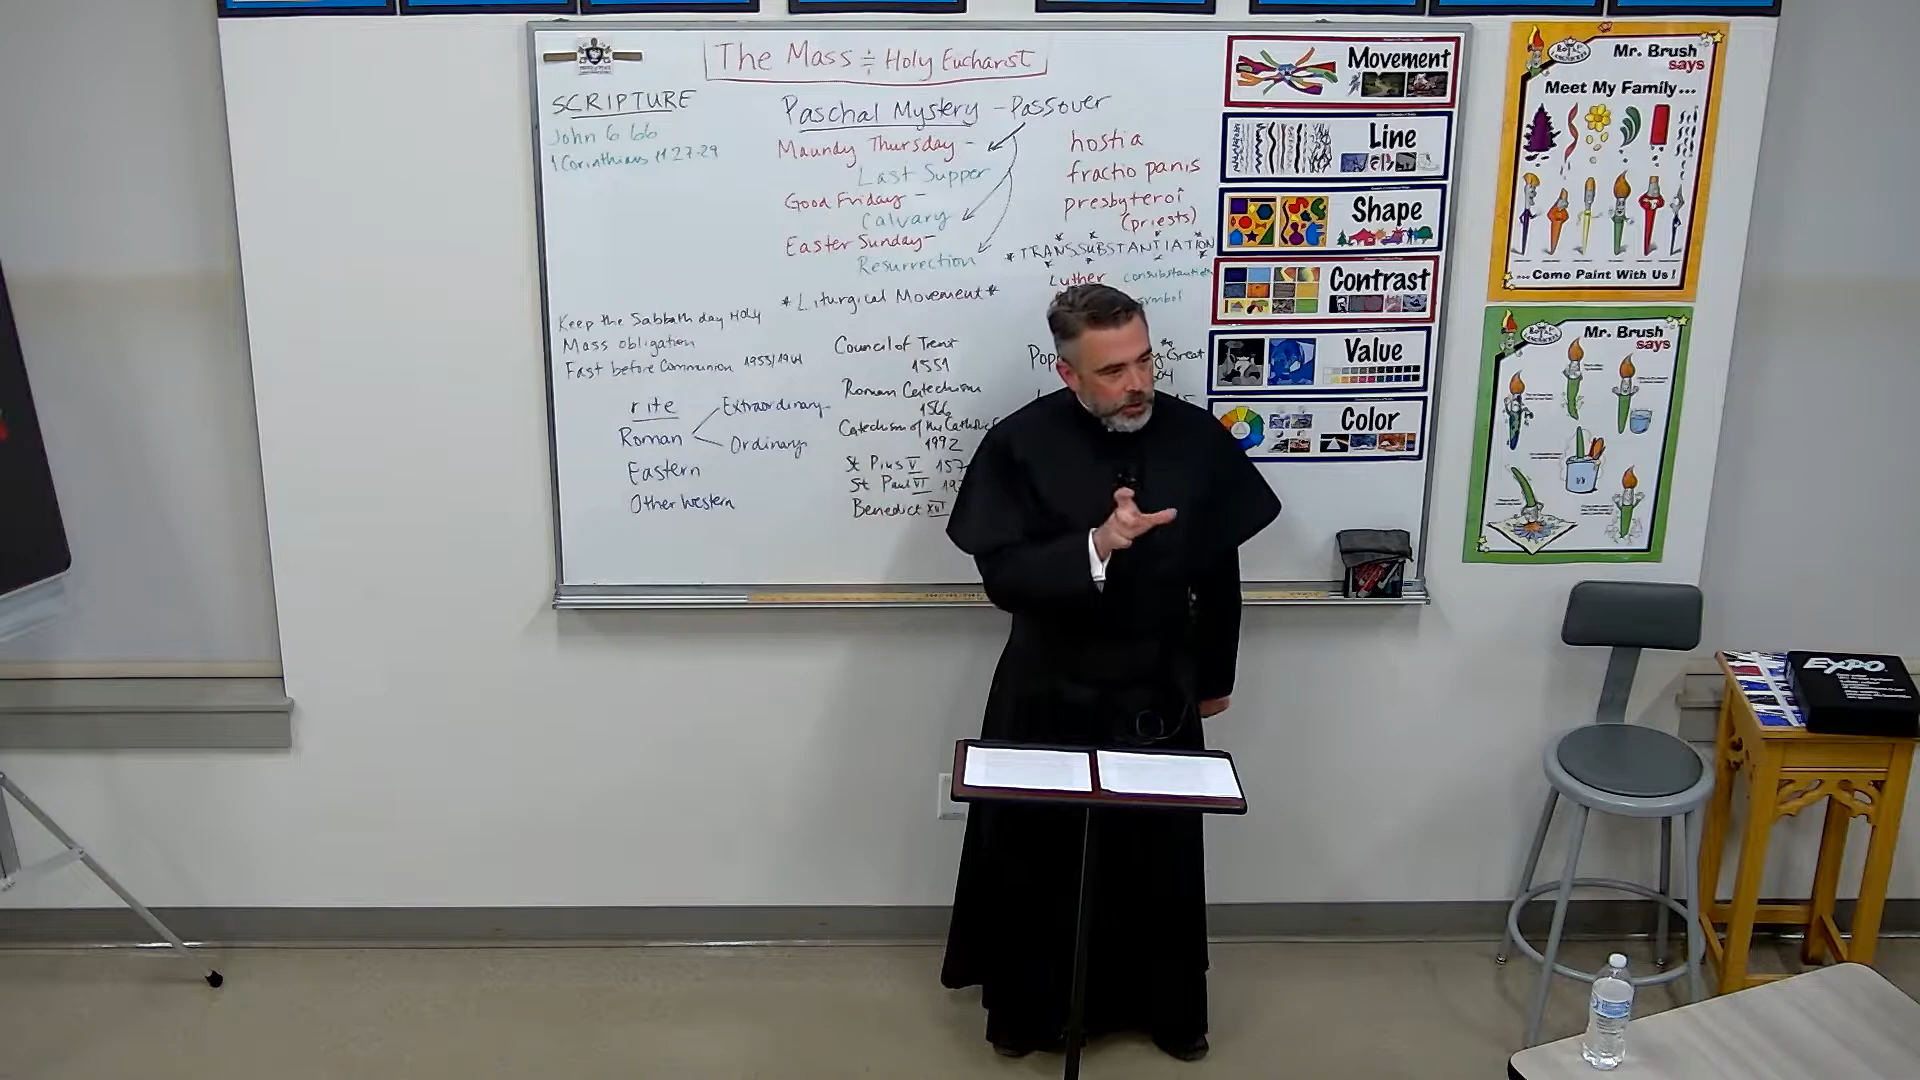 The Mass ÷ Holy Eucharist
SCRIPTURE
John 6 66
1 Corinthians 11 27-29
Paschal Mystery - Passover
Maundy Thursday -
Last Supper
Good Friday -
Calvary
Easter Sunday-
Resurrection
*Liturgical Movement*
hostia
fractio panis
presbyteroi
(priests)
*TRANSSUBSTANTIATION
Luther
symbol
Keep the Sabbath day Holy
Mass obligation
Fast before Communion 1953/1964
rite
Extraordinary
Roman
Ordinary
Eastern
Other Western
Council of Trent
1551
Roman Catechism
1566
Catechism of the Catholic
1992
St Pius V 157
St Paul VI 197
Benedict XVI
Pop
Great
Movement
Line
Shape
Contrast
Value
Color
Mr. Brush
says
Meet My Family...
... Come Paint With Us!
Mr. Brush
says
EXPO